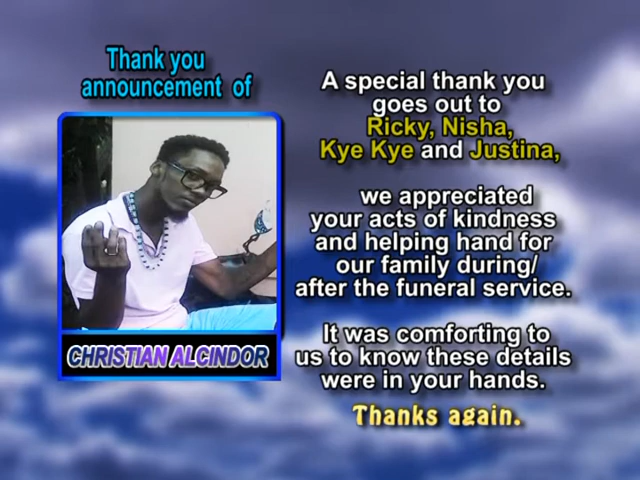 Thank you
announcement of
CHRISTIAN ALCINDOR
A special thank you
goes out to
Ricky, Nisha,
Kye Kye and Justina,
we appreciated
your acts of kindness
and helping hand for
our family during/
after the funeral service.
It was comforting to
us to know these details
were in your hands.
Thanks again.